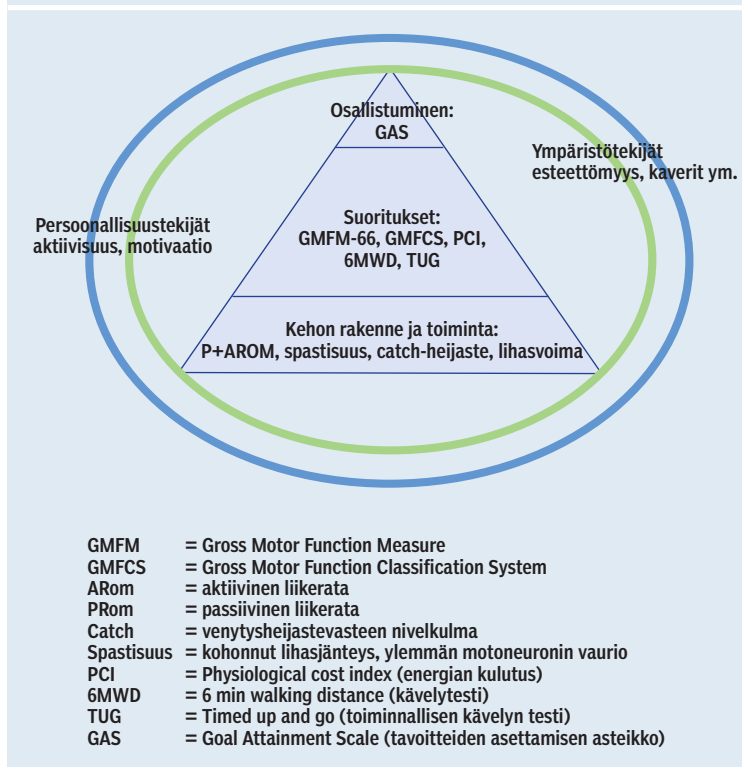 Osallistuminen:
GAS
Ympäristötekijät
esteettömyys, kaverit ym.
Persoonallisuustekijät
aktiivisuus, motivaatio
Suoritukset:
GMFM-66, GMFCS, PCI,
6MWD, TUG
Kehon rakenne ja toiminta:
P+AROM, spastisuus, catch-heijaste, lihasvoima
GMFM = Gross Motor Function Measure
GMFCS = Gross Motor Function Classification System
ARom = aktiivinen liikerata
PRom = passiivinen liikerata
Catch = venytysheijastevasteen nivelkulma
Spastisuus = kohonnut lihasjänteys, ylemmän motoneuronin vaurio
PCI = Physiological cost index (energian kulutus)
6MWD = 6 min walking distance (kävelytesti)
TUG = Timed up and go (toiminnallisen kävelyn testi)
GAS = Goal Attainment Scale (tavoitteiden asettamisen asteikko)